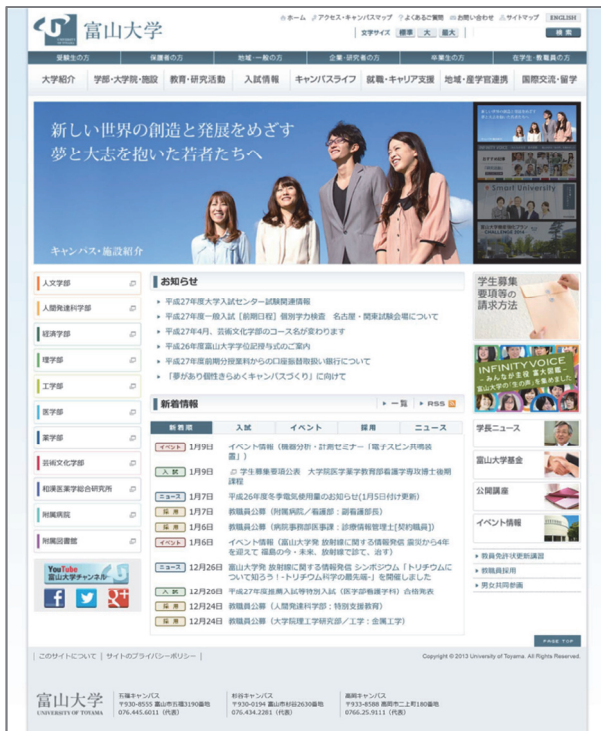 富山大学
ホーム アクセス・キャンパスマップ よくあるご質問 お問い合わせ サイトマップ ENGLISH
文字サイズ 標準 大 最大 検索
受験生の方 保護者の方 地域・一般の方 企業・研究者の方 卒業生の方 在学生・教職員の方
大学紹介 学部・大学院・施設 教育・研究活動 入試情報 キャンパスライフ 就職・キャリア支援 地域・産学官連携 国際交流・留学
新しい世界の創造と発展をめざす
夢と大志を抱いた若者たちへ
キャンパス・施設紹介
Smart University
人文学部
人間発達科学部
経済学部
理学部
工学部
医学部
薬学部
芸術文化学部
和漢医薬学総合研究所
附属病院
附属図書館
YouTube
富山大学チャンネル
お知らせ
平成27年度大学入試センター試験関連情報
平成27年度一般入試【前期日程】個別学力検査 名古屋・関東試験会場について
平成27年4月、芸術文化学部のコース名が変わります
平成26年度富山大学学位記授与式のご案内
平成27年度前期分授業料からの口座振替取扱い銀行について
「夢があり個性きらめくキャンパスづくり」に向けて
新着情報 一覧 RSS
新着順 入試 イベント 採用 ニュース
イベント 1月9日 イベント情報（機器分析・計測セミナー「電子スピン共鳴装
置」）
入試 1月9日 学生募集要項公表 大学院医学薬学教育部看護学専攻博士後期
課程
ニュース 1月7日 平成26年度冬季電気使用量のお知らせ(1月5日付け更新)
採用 1月7日 教職員公募（附属病院／看護部：副看護部長）
採用 1月6日 教職員公募（病院事務部医事課：診療情報管理士[契約職員]）
イベント 1月6日 イベント情報（富山大学発 放射線に関する情報発信 震災から4年
を迎えて 福島の今・未来、放射線で診て、治す）
ニュース 12月26日 富山大学発 放射線に関する情報発信 シンポジウム「トリチウムに
ついて知ろう！-トリチウム科学の最先端-」を開催しました
入試 12月26日 平成27年度推薦入試等特別入試（医学部看護学科）合格発表
採用 12月24日 教職員公募（人間発達科学部：特別支援教育）
採用 12月24日 教職員公募（大学院理工学研究部／工学：金属工学）
学生募集
要項等の
請求方法
INFINITY VOICE
-みんなが主役 富大図鑑-
大学の「生の声」を集めました
学長ニュース
富山大学基金
公開講座
イベント情報
教員免許状更新講習
教職員採用
男女共同参画
PAGE TOP
このサイトについて | サイトのプライバシーポリシー |
Copyright © 2013 University of Toyama. All Rights Reserved.
富山大学
UNIVERSITY OF TOYAMA
五福キャンパス
〒930-8555 富山市五福3190番地
076.445.6011（代表）
杉谷キャンパス
〒930-0194 富山市杉谷2630番地
076.434.2281（代表）
高岡キャンパス
〒933-8588 高岡市二上町180番地
0766.25.9111（代表）